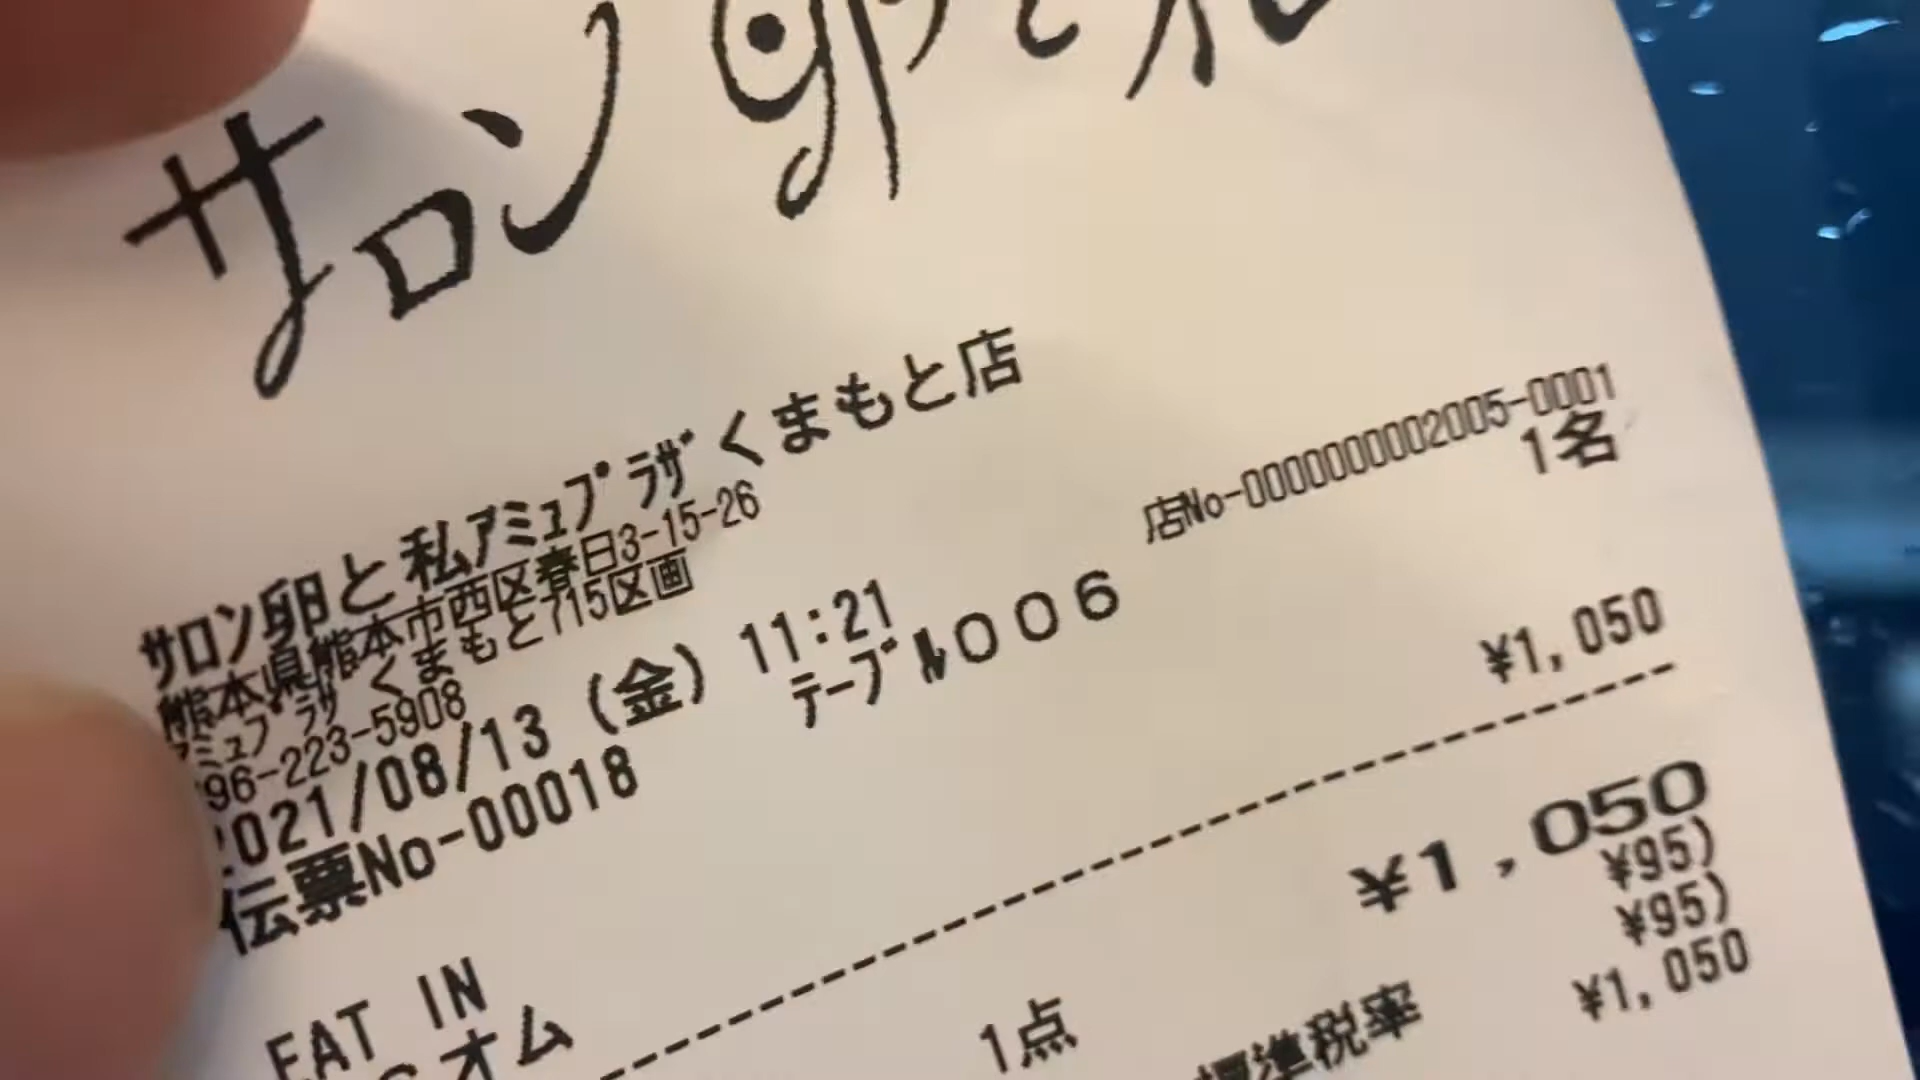 サロン卵と私
サロン卵と私ｱﾐｭﾌﾟﾗｻﾞくまもと店
熊本県熊本市西区春日3-15-26
ｱﾐｭﾌﾟﾗｻﾞくまもと715区画
96-223-5908
店No-0000000002005-0001
2021/08/13 (金) 11:21
1名
伝票No-00018
ﾃｰﾌﾞﾙ006
EAT IN
オム
¥1,050
1点
¥1,050
標準税率
¥95)
¥95)
¥1,050